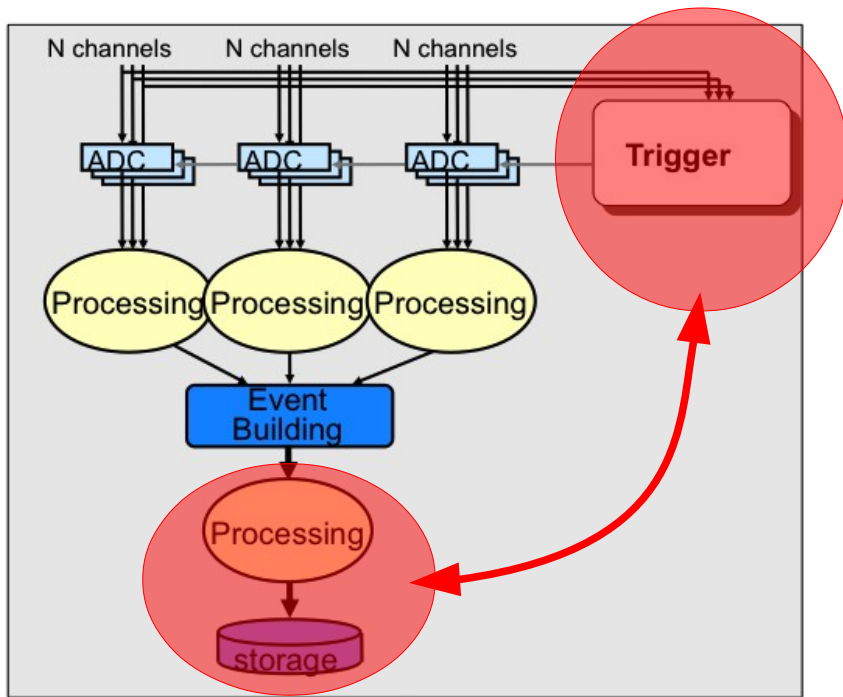 N channels N channels N channels
Trigger
ADC ADC ADC
Processing Processing Processing
Event
Building
Processing
storage